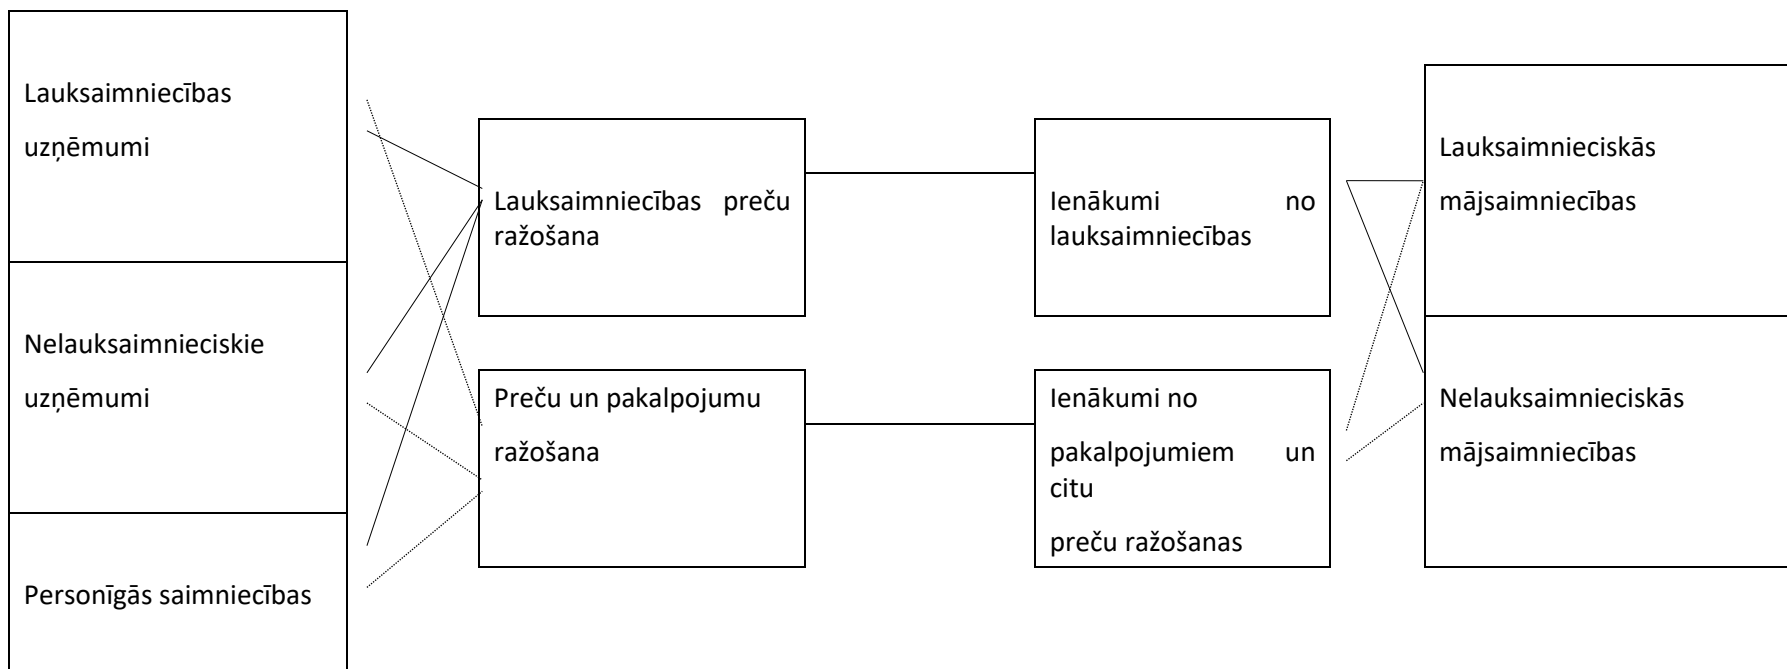 Lauksaimniecības
uzņēmumi
Nelauksaimnieciskie
uzņēmumi
Personīgās saimniecības
Lauksaimniecības preču
ražošana
Preču un pakalpojumu
ražošana
Ienākumi no
lauksaimniecības
Ienākumi no
pakalpojumiem un
citu
preču ražošanas
Lauksaimnieciskās
mājsaimniecības
Nelauksaimnieciskās
mājsaimniecības